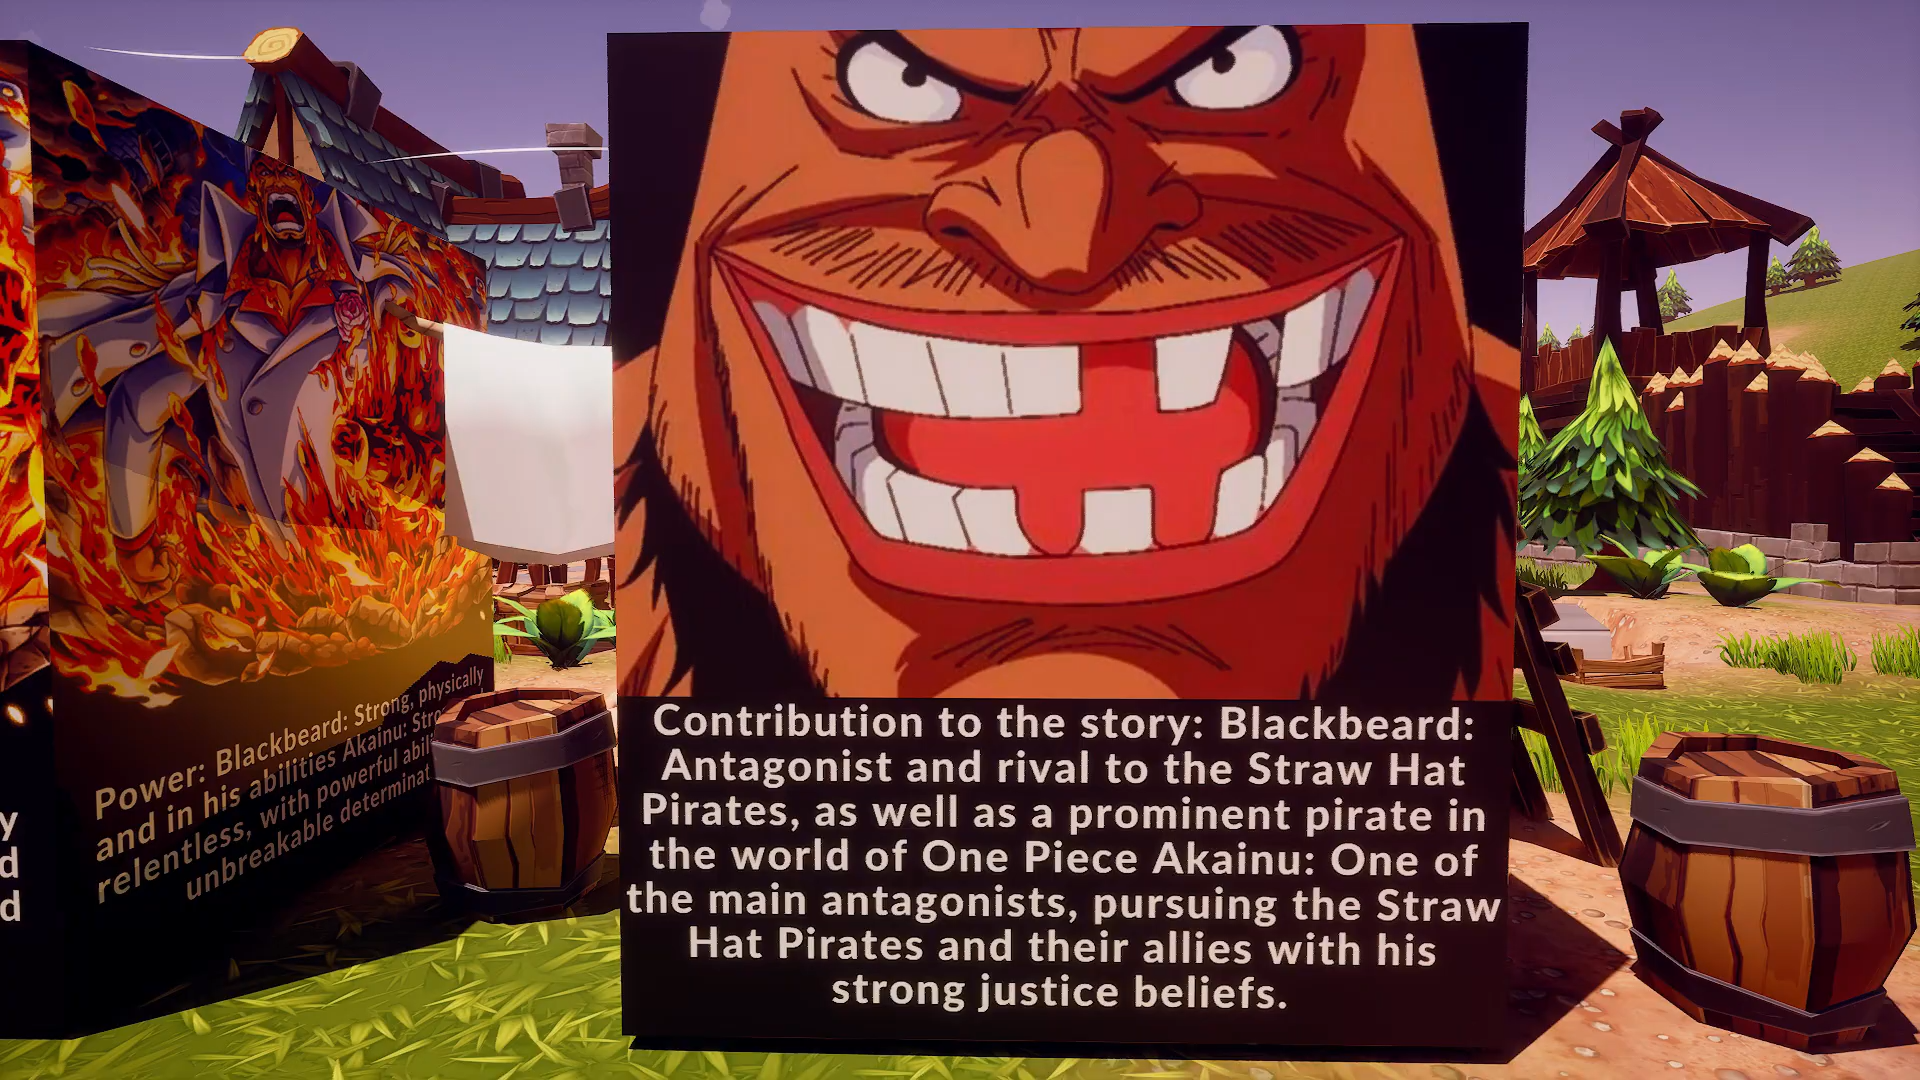 y
d
d
Power: Blackbeard: Strong, physically
and in his abilities Akainu:
relentless, with powerful
unbreakable
Contribution to the story: Blackbeard:
Antagonist and rival to the Straw Hat
Pirates, as well as a prominent pirate in
the world of One Piece Akainu: One of
the main antagonists, pursuing the Straw
Hat Pirates and their allies with his
strong justice beliefs.